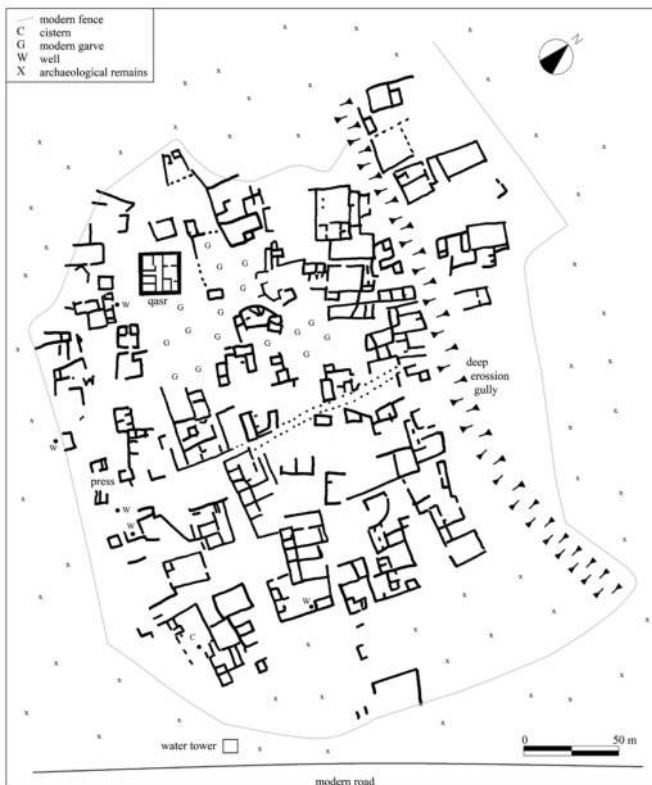 modern fence
C cistern
G modern garve
W well
X archaeological remains
N
x x x x x
x x x x
x x x
x x
x x
x
G
G G
x
qasr
W
G
G
G
G G
G G G
G
G G
x
deep
erossion
gully
W
press
W
W
x
W
C
x x x
water tower
0 50 m
modern road